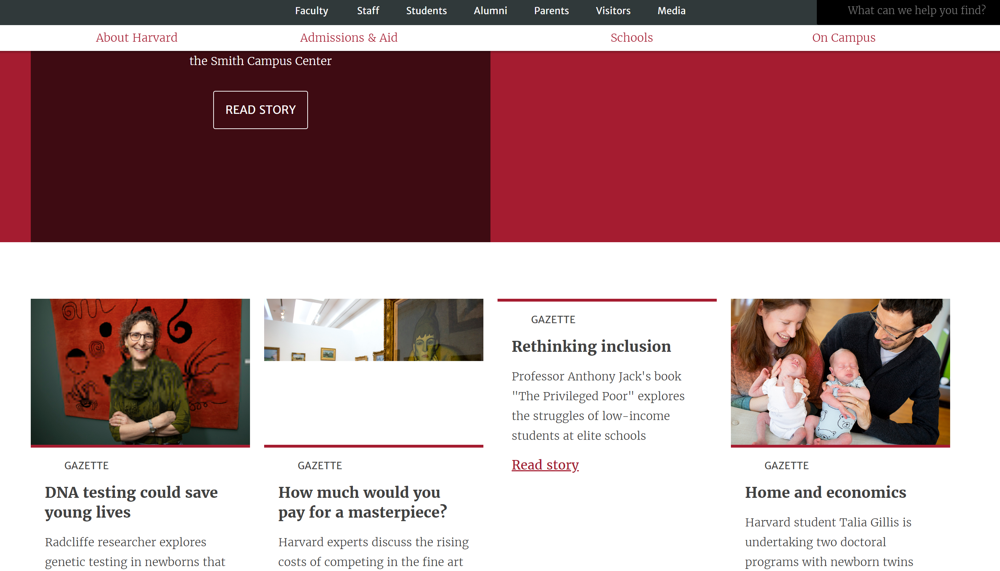 Faculty Staff Students Alumni Parents Visitors Media
What can we help you find?
About Harvard Admissions & Aid Schools On Campus
the Smith Campus Center
READ STORY
GAZETTE
DNA testing could save
young lives
Radcliffe researcher explores
genetic testing in newborns that
GAZETTE
How much would you
pay for a masterpiece?
Harvard experts discuss the rising
costs of competing in the fine art
GAZETTE
Rethinking inclusion
Professor Anthony Jack's book
"The Privileged Poor" explores
the struggles of low-income
students at elite schools
Read story
GAZETTE
Home and economics
Harvard student Talia Gillis is
undertaking two doctoral
programs with newborn twins